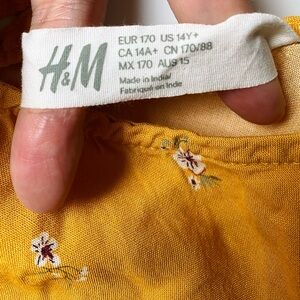 H&M
EUR 170 US 14Y+
CA 14A+ CN 170/88
MX 170 AUS 15
Made in India/
Fabriqué en Inde